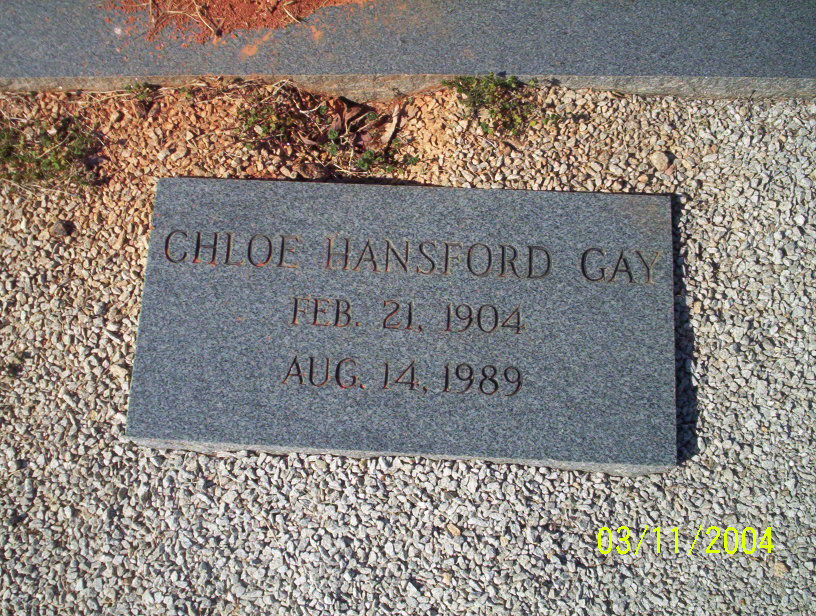 CHLOE HANSFORD GAY
FEB. 21, 1904
AUG. 14, 1989
03/11/2004